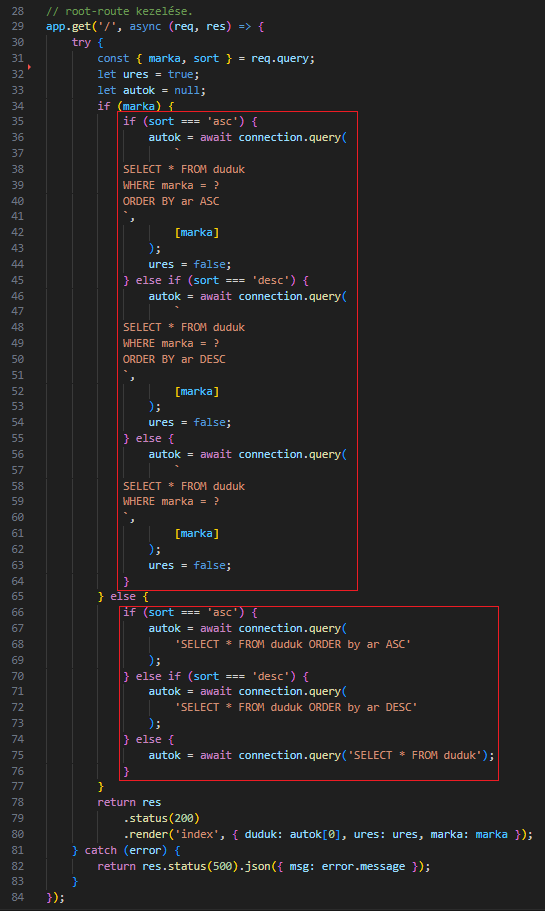 28 // root-route kezelése.
29 app.get('/', async (req, res) => {
30     try {
31         const { marka, sort } = req.query;
32         let ures = true;
33         let autok = null;
34         if (marka) {
35             if (sort === 'asc') {
36                 autok = await connection.query(
37                     `
38             SELECT * FROM duduk
39             WHERE marka = ?
40             ORDER BY ar ASC
41             `,
42                     [marka]
43                 );
44                 ures = false;
45             } else if (sort === 'desc') {
46                 autok = await connection.query(
47                     `
48             SELECT * FROM duduk
49             WHERE marka = ?
50             ORDER BY ar DESC
51             `,
52                     [marka]
53                 );
54                 ures = false;
55             } else {
56                 autok = await connection.query(
57                     `
58             SELECT * FROM duduk
59             WHERE marka = ?
60             `,
61                     [marka]
62                 );
63                 ures = false;
64             }
65         } else {
66             if (sort === 'asc') {
67                 autok = await connection.query(
68                     'SELECT * FROM duduk ORDER by ar ASC'
69                 );
70             } else if (sort === 'desc') {
71                 autok = await connection.query(
72                     'SELECT * FROM duduk ORDER by ar DESC'
73                 );
74             } else {
75                 autok = await connection.query('SELECT * FROM duduk');
76             }
77         }
78         return res
79             .status(200)
80             .render('index', { duduk: autok[0], ures: ures, marka: marka });
81     } catch (error) {
82         return res.status(500).json({ msg: error.message });
83     }
84 });